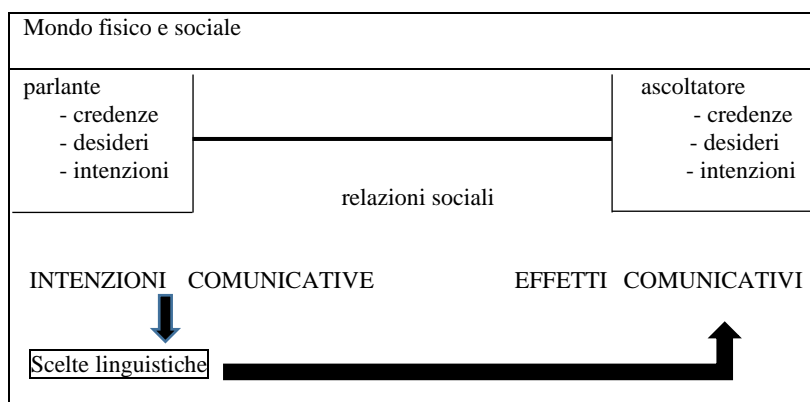 Mondo fisico e sociale
parlante
- credenze
- desideri
- intenzioni
ascoltatore
- credenze
- desideri
- intenzioni
relazioni sociali
INTENZIONI COMUNICATIVE
EFFETTI COMUNICATIVI
Scelte linguistiche